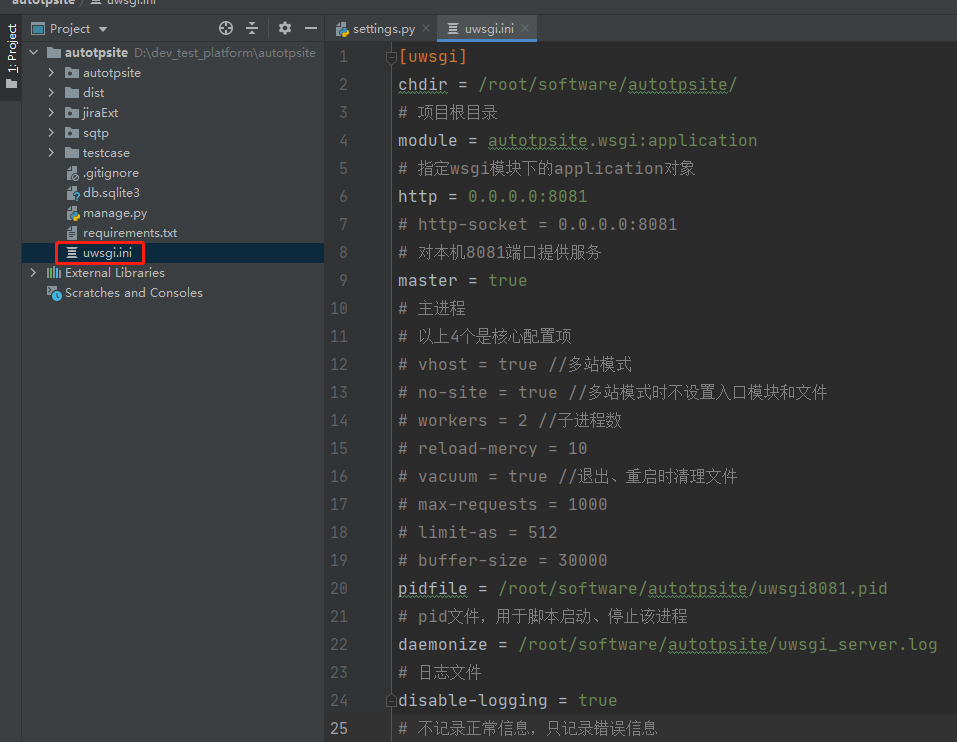 autotpsite
uwsgi.ini
1: Project
Project
autotpsite D:\dev_test_platform\autotpsite
autotpsite
dist
jiraExt
sqtp
testcase
.gitignore
db.sqlite3
manage.py
requirements.txt
uwsgi.ini
External Libraries
Scratches and Consoles
settings.py
uwsgi.ini
1 [uwsgi]
2 chdir = /root/software/autotpsite/
3 # 项目根目录
4 module = autotpsite.wsgi:application
5 # 指定wsgi模块下的application对象
6 http = 0.0.0.0:8081
7 # http-socket = 0.0.0.0:8081
8 # 对本机8081端口提供服务
9 master = true
10 # 主进程
11 # 以上4个是核心配置项
12 # vhost = true //多站模式
13 # no-site = true //多站模式时不设置入口模块和文件
14 # workers = 2 //子进程数
15 # reload-mercy = 10
16 # vacuum = true //退出、重启时清理文件
17 # max-requests = 1000
18 # limit-as = 512
19 # buffer-size = 30000
20 pidfile = /root/software/autotpsite/uwsgi8081.pid
21 # pid文件，用于脚本启动、停止该进程
22 daemonize = /root/software/autotpsite/uwsgi_server.log
23 # 日志文件
24 disable-logging = true
25 # 不记录正常信息，只记录错误信息